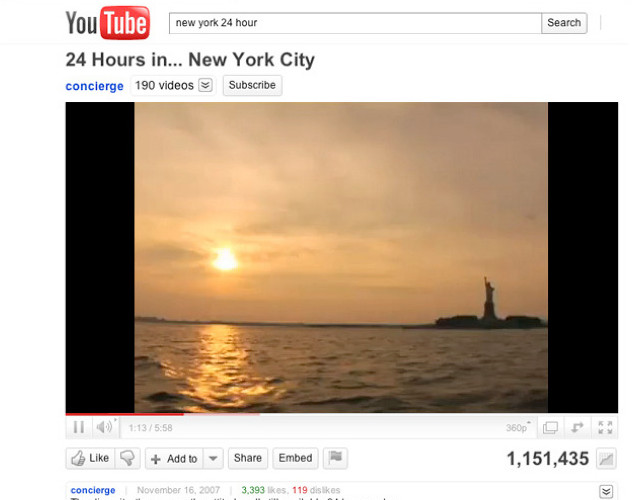 YouTube new york 24 hour Search
24 Hours in... New York City
concierge 190 videos Subscribe
1:13 / 5:58 360p
Like Add to Share Embed 1,151,435
concierge November 16, 2007 3,393 likes, 119 dislikes